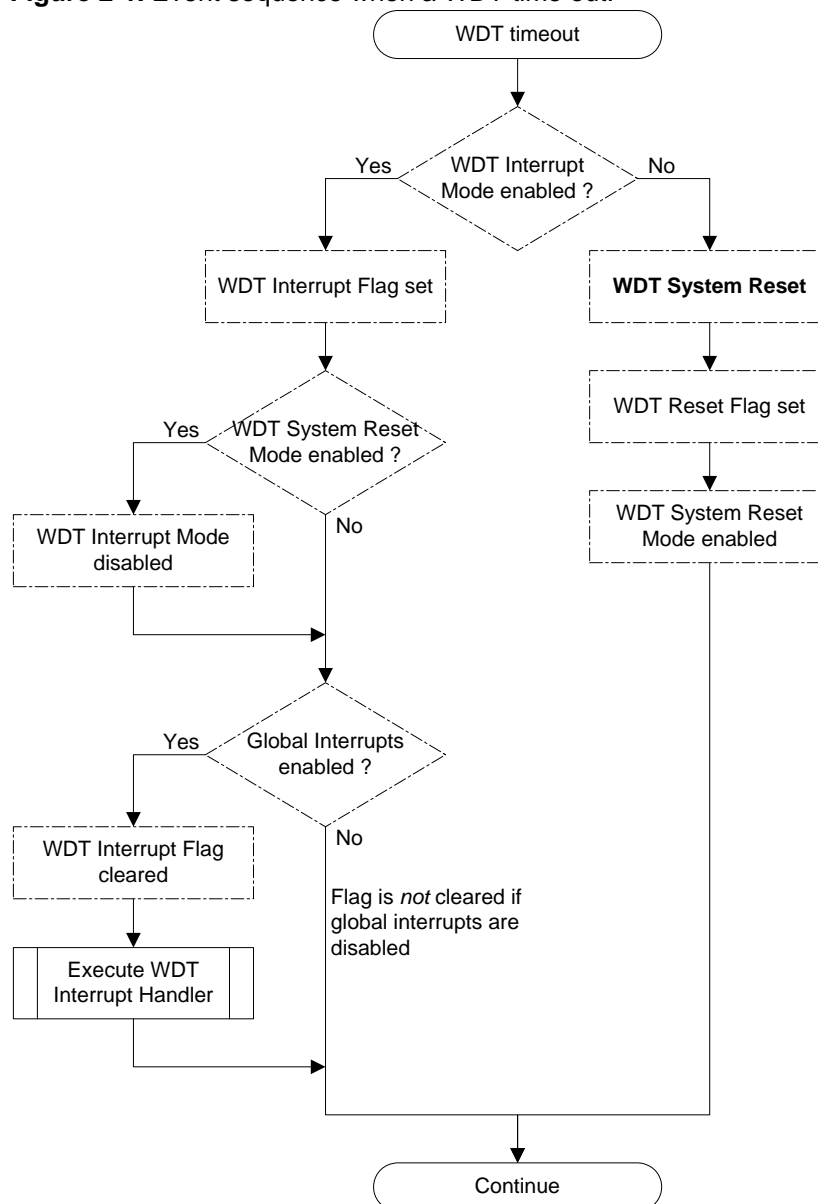 WDT timeout
Yes
WDT Interrupt
Mode enabled ?
No
WDT Interrupt Flag set
WDT System Reset
WDT Reset Flag set
Yes
WDT System Reset
Mode enabled ?
WDT System Reset
Mode enabled
No
WDT Interrupt Mode
disabled
Yes
Global Interrupts
enabled ?
No
WDT Interrupt Flag
cleared
Flag is not cleared if
global interrupts are
disabled
Execute WDT
Interrupt Handler
Continue